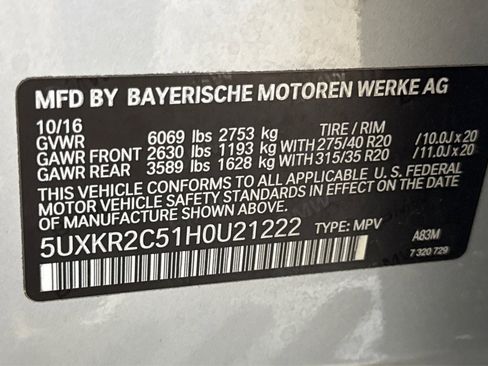 MFD BY BAYERISCHE MOTOREN WERKE AG
10/16 TIRE / RIM
GVWR 6069 lbs 2753 kg
GAWR FRONT 2630 lbs 1193 kg WITH 275/40 R20 /10.0J x 20
GAWR REAR 3589 lbs 1628 kg WITH 315/35 R20 /11.0J x 20
THIS VEHICLE CONFORMS TO ALL APPLICABLE U. S. FEDERAL
MOTOR VEHICLE SAFETY STANDARDS IN EFFECT ON THE DATE
OF MANUFACTURE SHOWN ABOVE.
5UXKR2C51H0U21222 TYPE: MPV
A83M
7 320 729